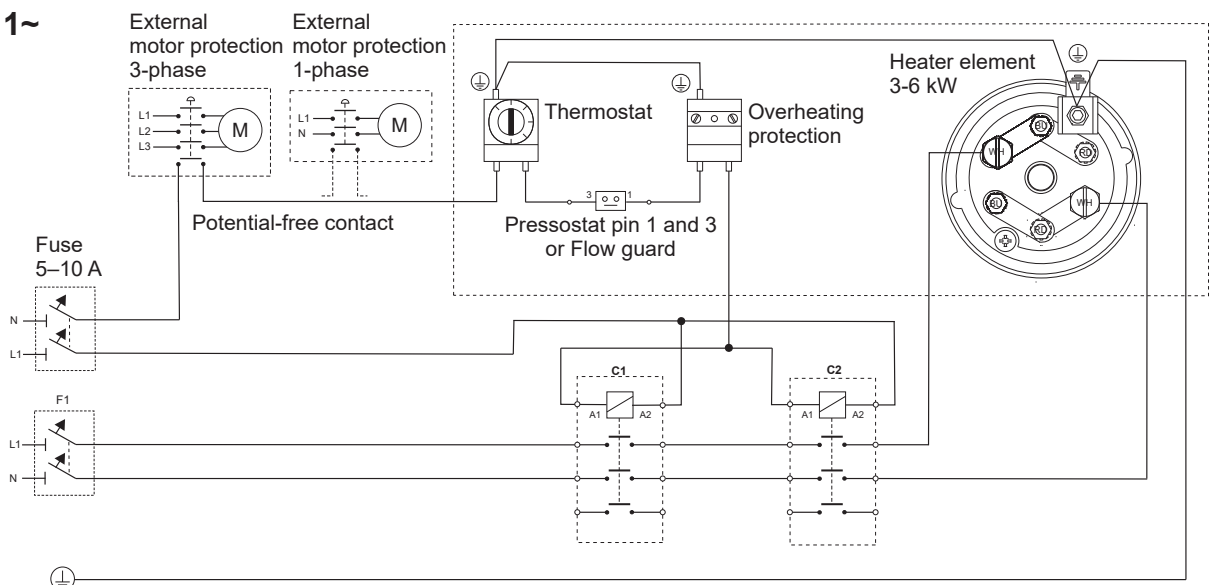 1~
External
motor protection
3-phase
External
motor protection
1-phase
L1
L2
L3
M
L1
N
M
Thermostat
Overheating
protection
Heater element
3-6 kW
BU
WH
RD
BU
WH
RD
3
1
Potential-free contact
Pressostat pin 1 and 3
or Flow guard
Fuse
5–10 A
N
L1
C1
C2
A1
A2
A1
A2
F1
L1
N